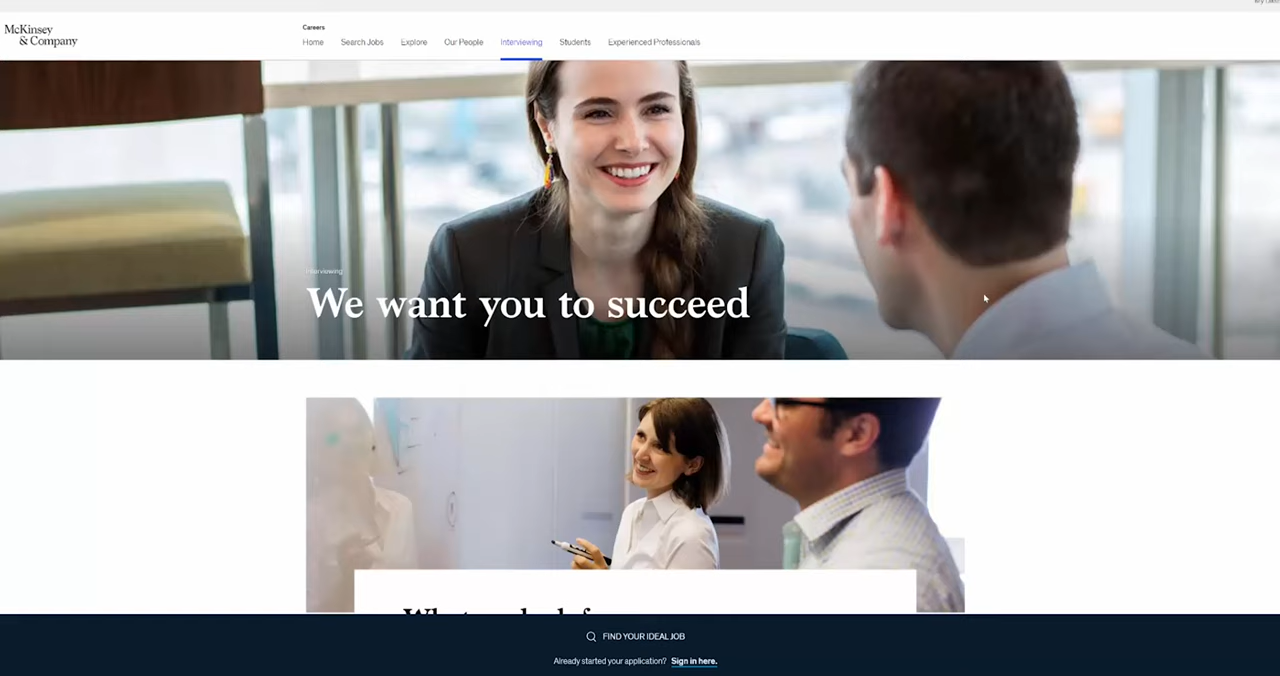 McKinsey
& Company
Careers
Home Search Jobs Explore Our People Interviewing Students Experienced Professionals
Interviewing
We want you to succeed
FIND YOUR IDEAL JOB
Already started your application? Sign in here.